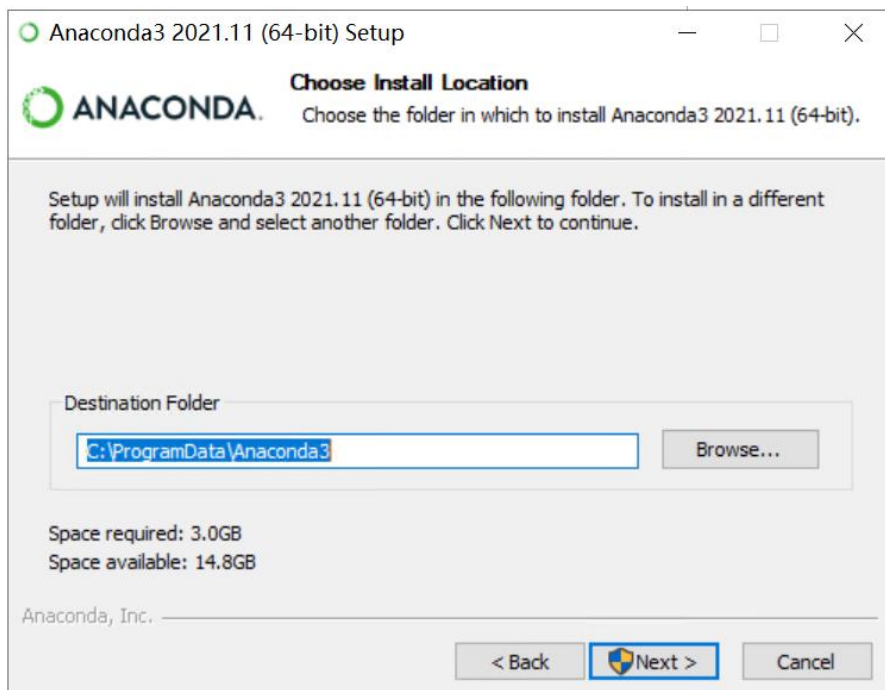 Anaconda3 2021.11 (64-bit) Setup
ANACONDA.
Choose Install Location
Choose the folder in which to install Anaconda3 2021.11 (64-bit).
Setup will install Anaconda3 2021.11 (64-bit) in the following folder. To install in a different
folder, click Browse and select another folder. Click Next to continue.
Destination Folder
C:\ProgramData\Anaconda3
Browse...
Space required: 3.0GB
Space available: 14.8GB
Anaconda, Inc.
< Back
Next >
Cancel